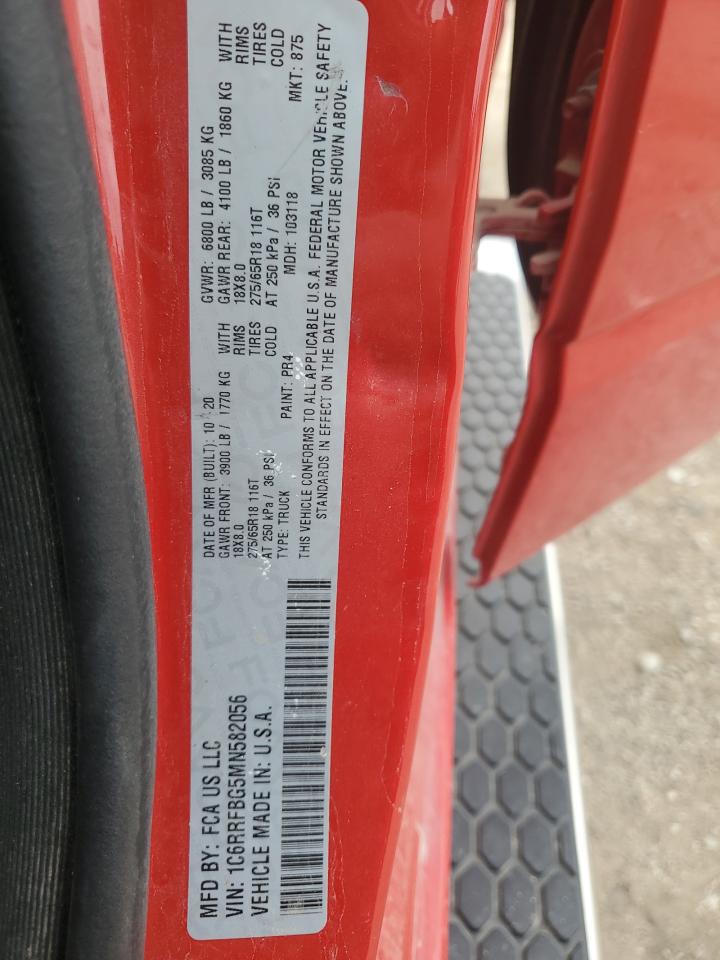 MFD BY: FCA US LLC
VIN: 1C6RRFBG5MN582056
VEHICLE MADE IN: U.S.A.
DATE OF MFR (BUILT): 10 20 GVWR: 6800 LB / 3085 KG
GAWR FRONT: 3900 LB / 1770 KG WITH GAWR REAR: 4100 LB / 1860 KG WITH
18X8.0 RIMS 18X8.0 RIMS
275/65R18 116T TIRES 275/65R18 116T TIRES
AT 250 kPa / 36 PSi COLD AT 250 kPa / 36 PSi COLD
TYPE: TRUCK PAINT: PR4 MDH: 103118 MKT: 875
THIS VEHICLE CONFORMS TO ALL APPLICABLE U.S.A. FEDERAL MOTOR VEHICLE SAFETY
STANDARDS IN EFFECT ON THE DATE OF MANUFACTURE SHOWN ABOVE.